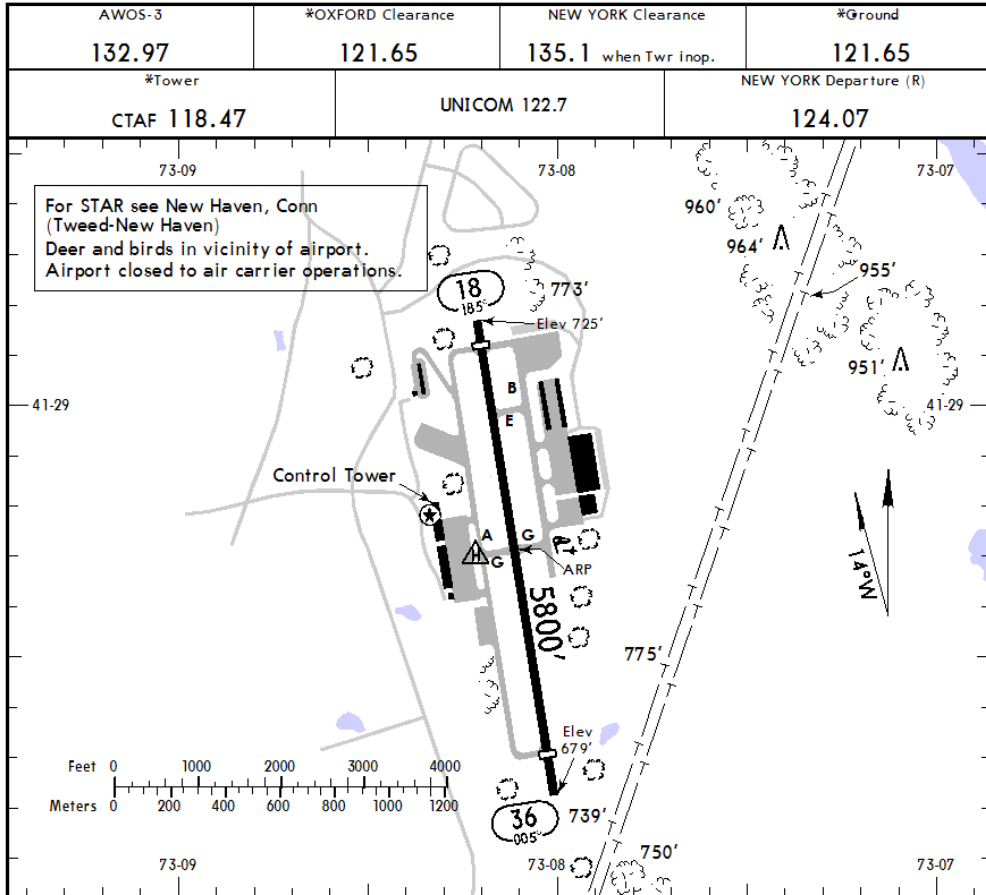 AWOS-3
132.97
*OXFORD Clearance
121.65
NEW YORK Clearance
135.1 when Twr inop.
*Ground
121.65
*Tower
CTAF 118.47
UNICOM 122.7
NEW YORK Departure (R)
124.07
73-09
73-08
73-07
For STAR see New Haven, Conn
(Tweed-New Haven)
Deer and birds in vicinity of airport.
Airport closed to air carrier operations.
960'
964'
955'
18
185°
773'
Elev 725'
951'
B
41-29
41-29
E
Control Tower
A
G
H
G
ARP
14°W
5800'
775'
Elev
679'
Feet 0 1000 2000 3000 4000
Meters 0 200 400 600 800 1000 1200
36
005°
739'
750'
73-09
73-08
73-07